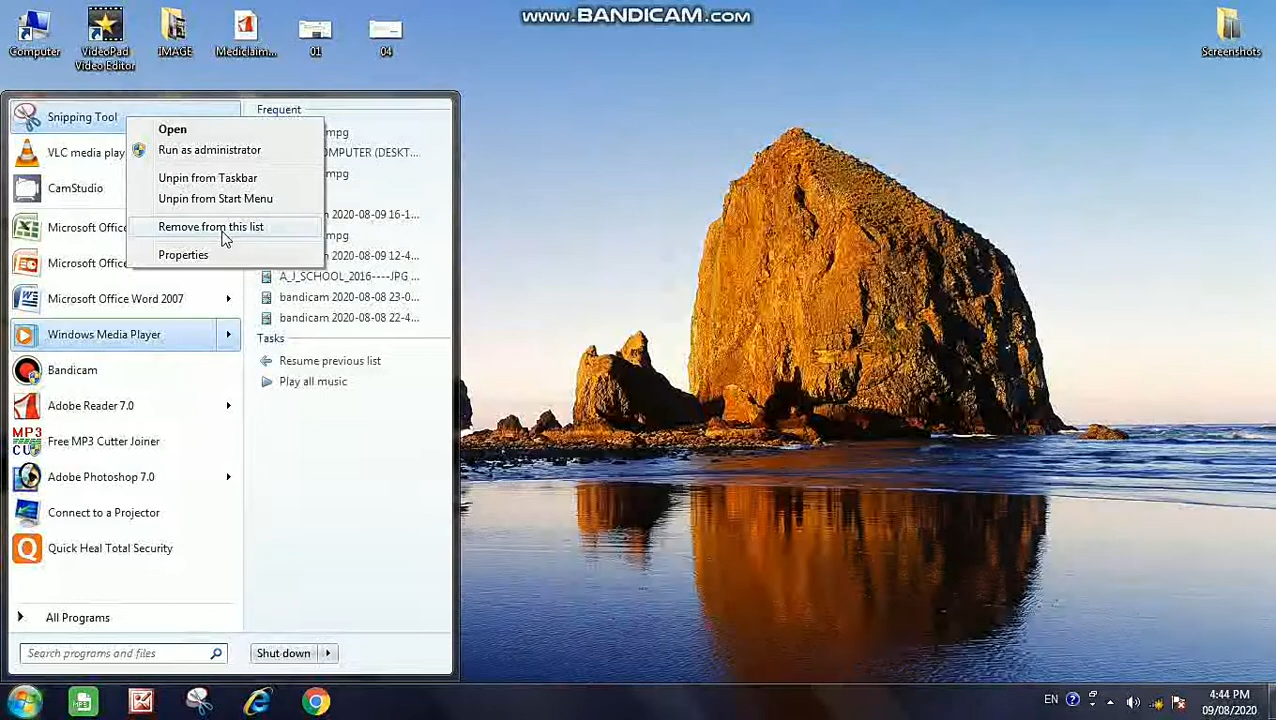 www.BANDICAM.com
Computer
VideoPad Video Editor
IMAGE
Mediclaim...
01
04
Screenshots
Snipping Tool
VLC media play
CamStudio
Microsoft Office
Microsoft Office
Microsoft Office Word 2007
Windows Media Player
Bandicam
Adobe Reader 7.0
MP3
CU
Free MP3 Cutter Joiner
Adobe Photoshop 7.0
Connect to a Projector
Quick Heal Total Security
All Programs
Search programs and files
Shut down
Open
Run as administrator
Unpin from Taskbar
Unpin from Start Menu
Remove from this list
Properties
Frequent
mpg
OMPUTER (DESKT...
mpg
2020-08-09 16-1...
mpg
2020-08-09 12-4...
A_J_SCHOOL_2016----JPG ...
bandicam 2020-08-08 23-0...
bandicam 2020-08-08 22-4...
Tasks
Resume previous list
Play all music
EN
4:44 PM
09/08/2020